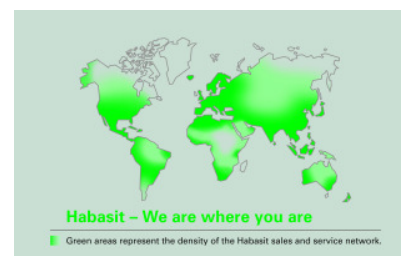 Habasit – We are where you are
Green areas represent the density of the Habasit sales and service network.